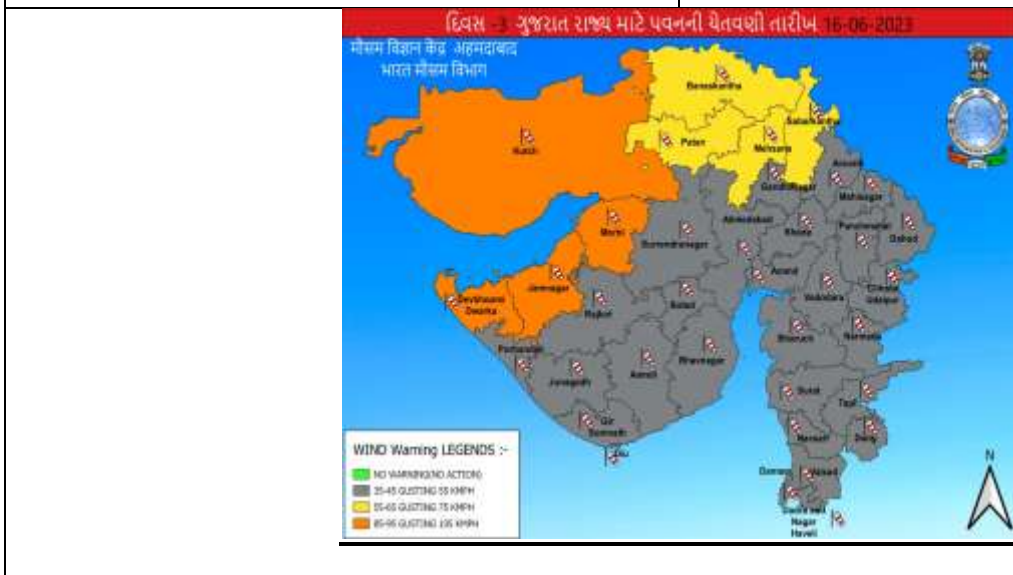 દિવસ -3 ગુજરાત રાજ્ય માટે પવનની ચેતવણી તારીખ 16-06-2023
मौसम विज्ञान केंद्र अहमदाबाद
भारत मौसम विभाग
Banaskantha
Sabarkantha
Patan
Mehsana
Kutch
Aravalli
Gandhinagar
Mahisagar
Morbi
Ahmedabad
Surendranagar
Kheda
Panchmahal
Dahod
Jamnagar
Anand
Devbhoomi
Dwarka
Rajkot
Botad
Vadodara
Chhota
Udaipur
Bharuch
Narmada
Porbandar
Junagadh
Amreli
Bhavnagar
Surat
Tapi
Gir
Somnath
Navsari
Dang
Diu
Daman
Valsad
Dadra and
Nagar
Haveli
WIND Warning LEGENDS :-
NO WARNING(NO ACTION)
35-45 GUSTING 55 KMPH
55-65 GUSTING 75 KMPH
85-95 GUSTING 105 KMPH
N